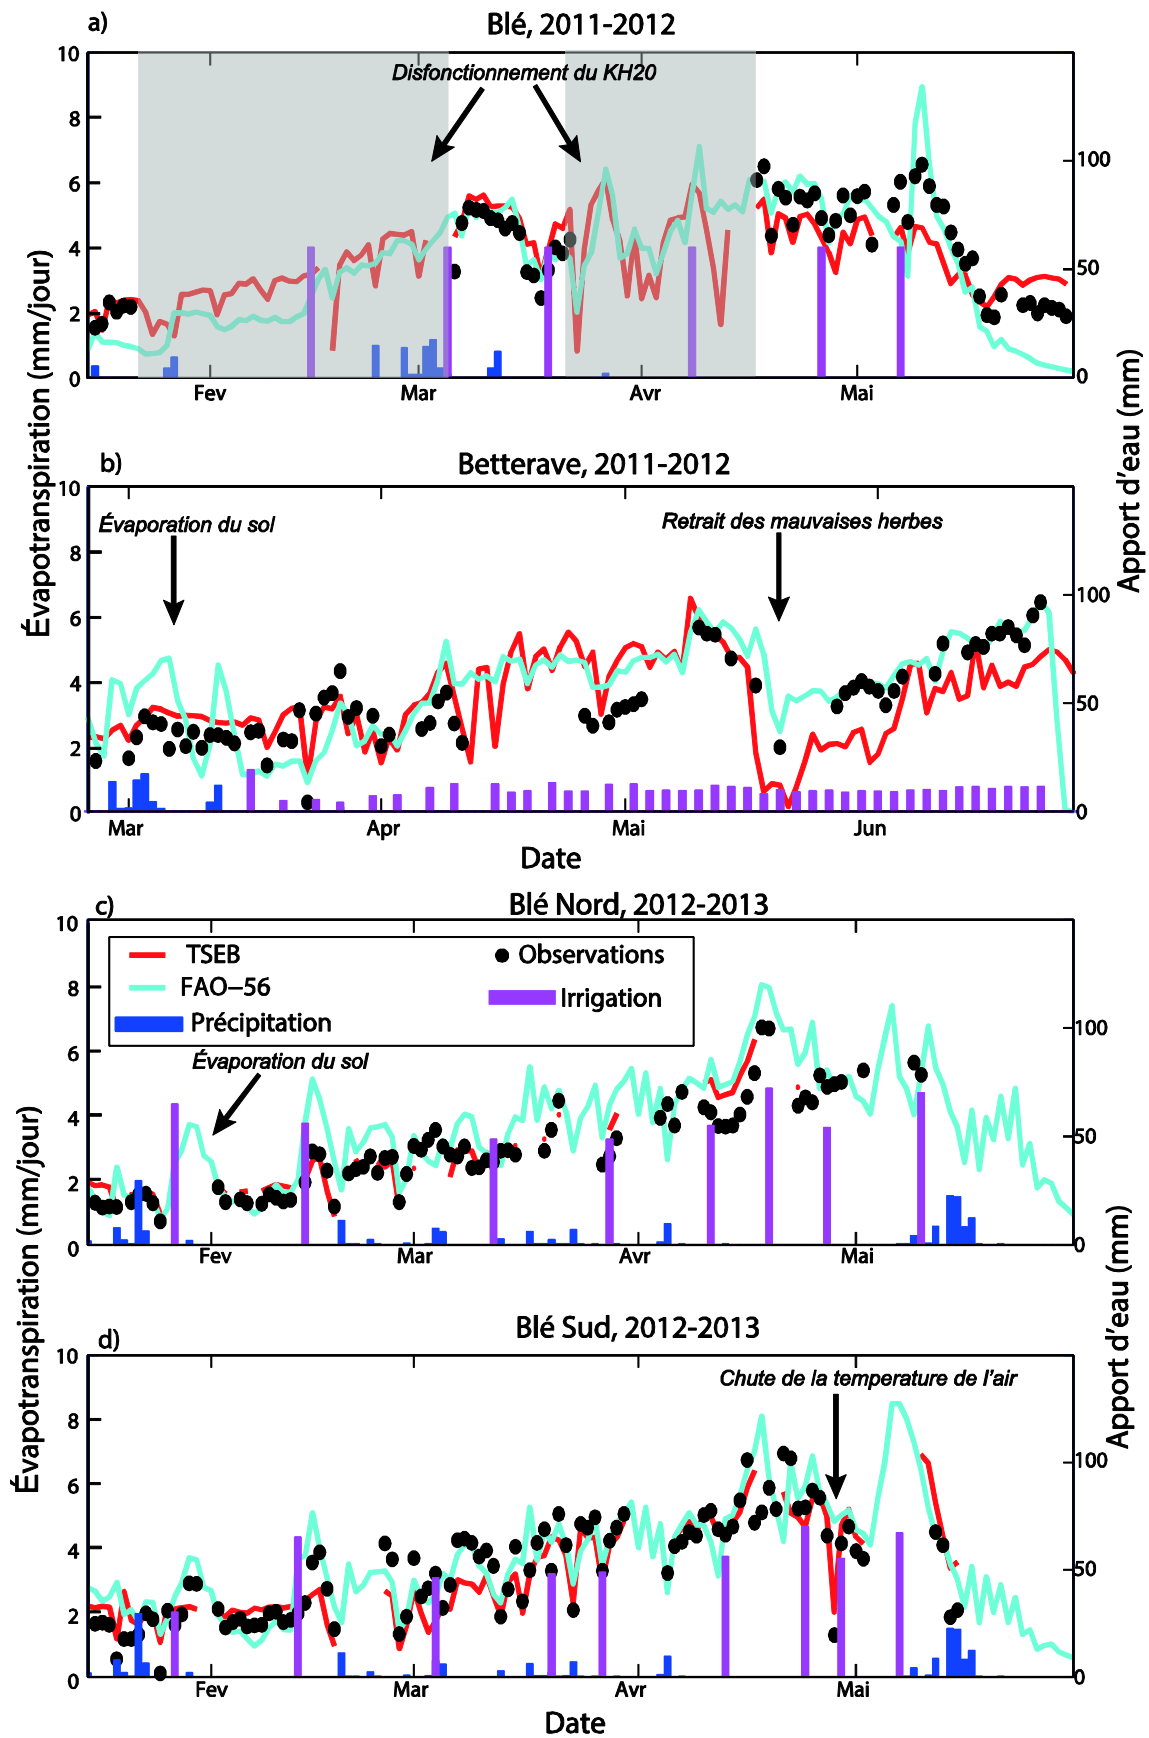 a)
Blé, 2011-2012
Disfonctionnement du KH20
10
8
6
4
2
0
100
50
0
Fev
Mar
Avr
Mai
Évapotranspiration (mm/jour)
Apport d'eau (mm)
b)
Betterave, 2011-2012
Évaporation du sol
Retrait des mauvaises herbes
10
8
6
4
2
0
100
50
0
Mar
Apr
Mai
Jun
Date
c)
Blé Nord, 2012-2013
TSEB
Observations
FAO−56
Irrigation
Précipitation
Évaporation du sol
10
8
6
4
2
0
100
50
0
Fev
Mar
Avr
Mai
Évapotranspiration (mm/jour)
Apport d'eau (mm)
d)
Blé Sud, 2012-2013
Chute de la temperature de l'air
10
8
6
4
2
0
100
50
0
Fev
Mar
Avr
Mai
Date